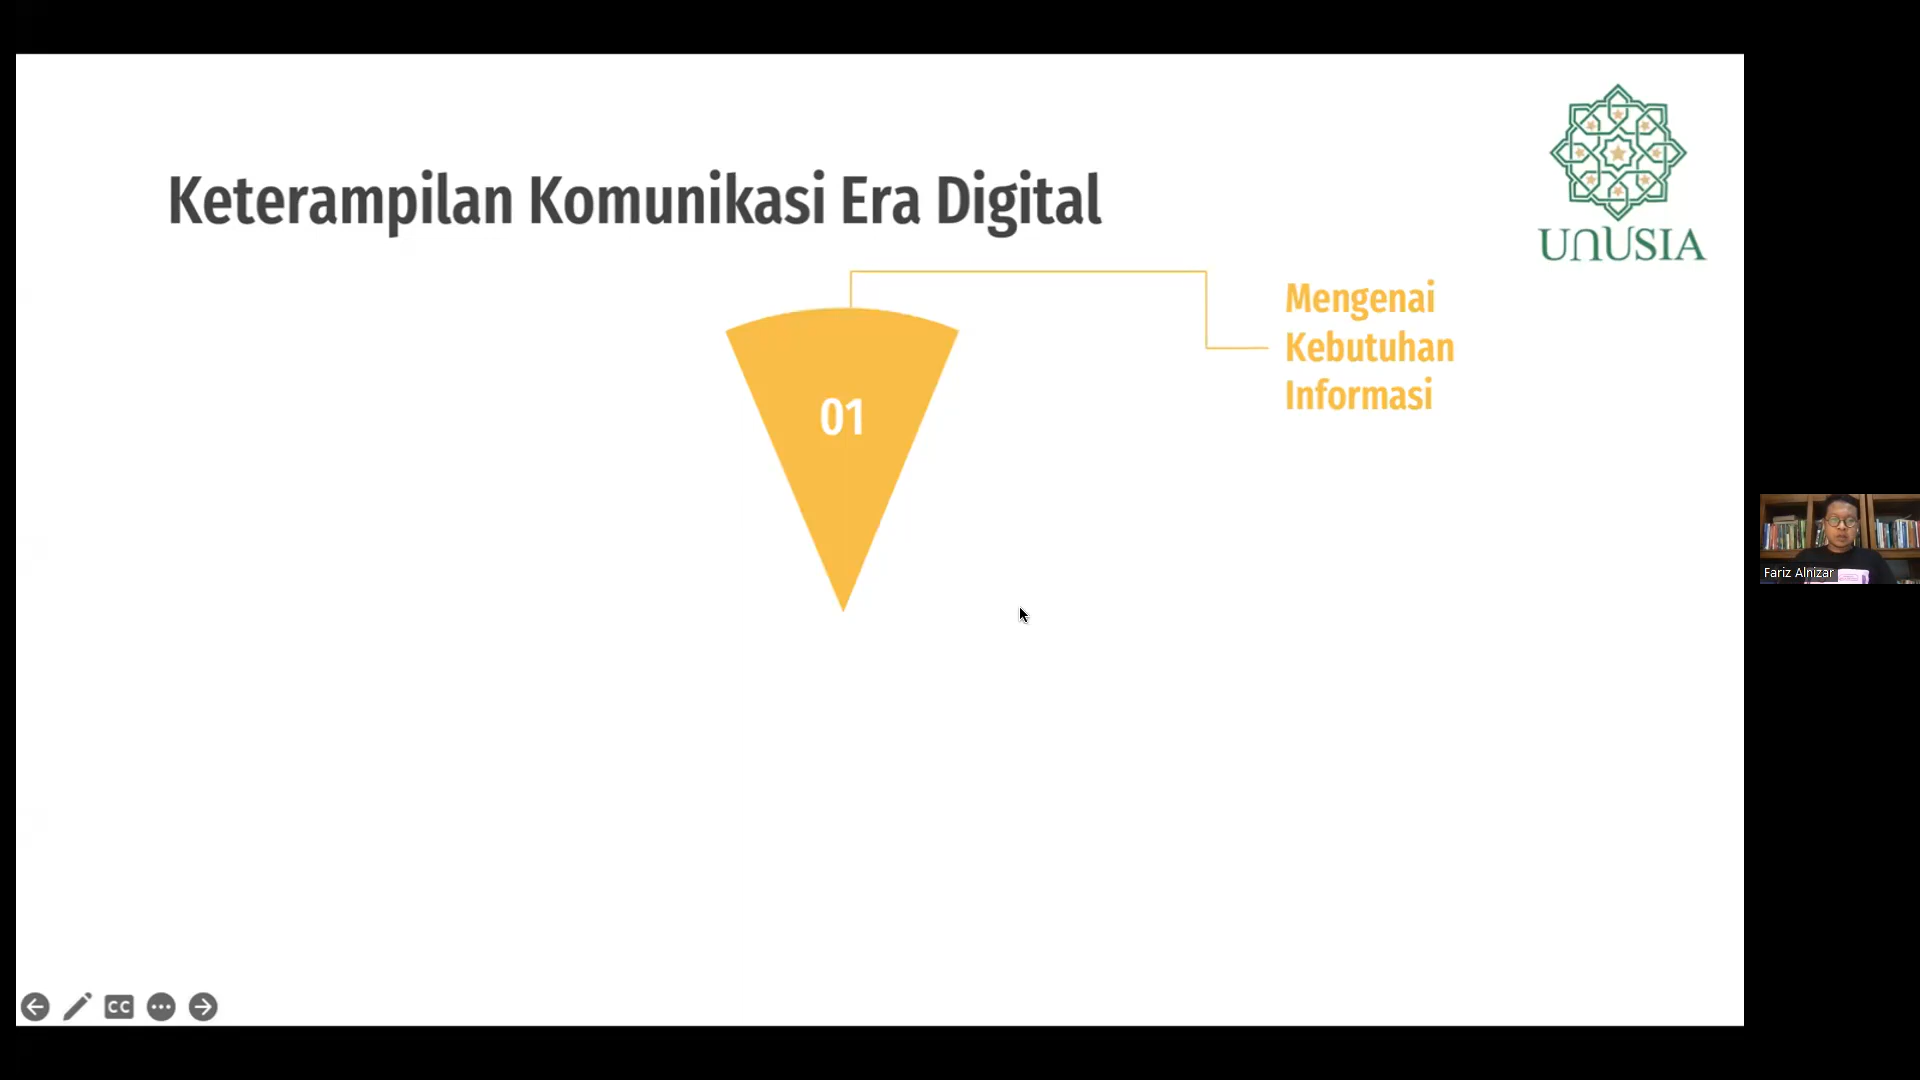 Keterampilan Komunikasi Era Digital
UNUSIA
01
Mengenai
Kebutuhan
Informasi
Fariz Alnizar
CC